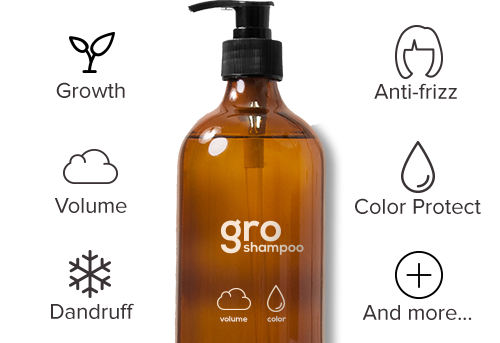 Growth
Anti-frizz
Volume
Color Protect
gro
shampoo
Dandruff
And more...
volume
color